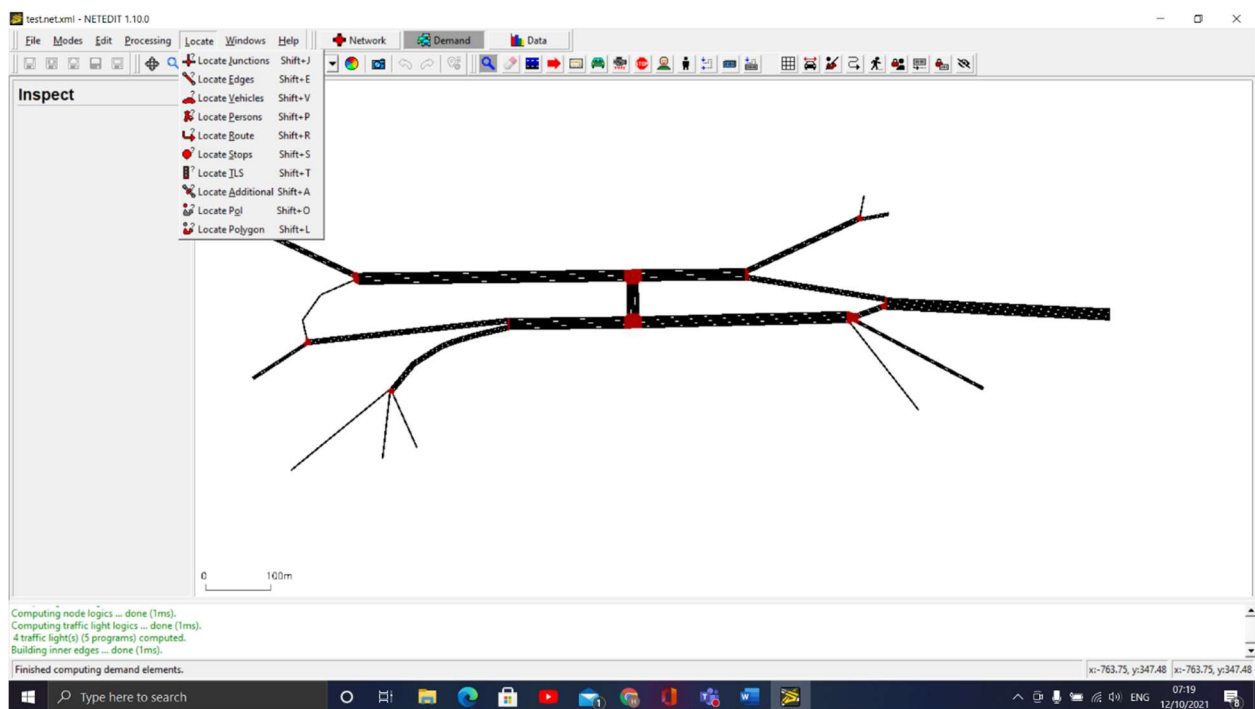 test.net.xml - NETEDIT 1.10.0
File Modes Edit Processing Locate Windows Help Network Demand Data
Locate Junctions Shift+J
Inspect
Locate Edges Shift+E
Locate Vehicles Shift+V
Locate Persons Shift+P
Locate Route Shift+R
Locate Stops Shift+S
Locate TLS Shift+T
Locate Additional Shift+A
Locate PoI Shift+O
Locate Polygon Shift+L
0 100m
Computing node logics ... done (1ms).
Computing traffic light logics ... done (1ms).
4 traffic light(s) (5 programs) computed.
Building inner edges ... done (1ms).
Finished computing demand elements.
x:-763.75, y:347.48 x:-763.75, y:347.48
Type here to search
ENG
07:19
12/10/2021